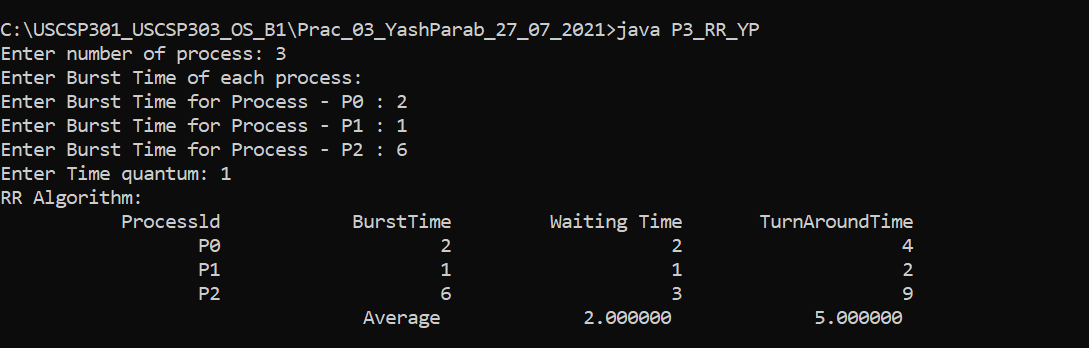 C:\USCSP301_USCSP303_OS_B1\Prac_03_YashParab_27_07_2021>java P3_RR_YP
Enter number of process: 3
Enter Burst Time of each process:
Enter Burst Time for Process - P0 : 2
Enter Burst Time for Process - P1 : 1
Enter Burst Time for Process - P2 : 6
Enter Time quantum: 1
RR Algorithm:
Processld BurstTime Waiting Time TurnAroundTime
P0 2 2 4
P1 1 1 2
P2 6 3 9
Average 2.000000 5.000000